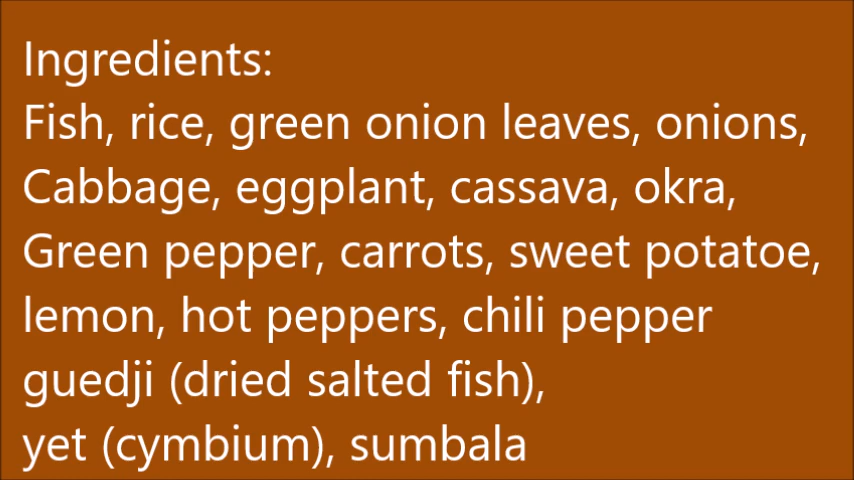 Ingredients:
Fish, rice, green onion leaves, onions,
Cabbage, eggplant, cassava, okra,
Green pepper, carrots, sweet potatoe,
lemon, hot peppers, chili pepper
guedji (dried salted fish),
yet (cymbium), sumbala